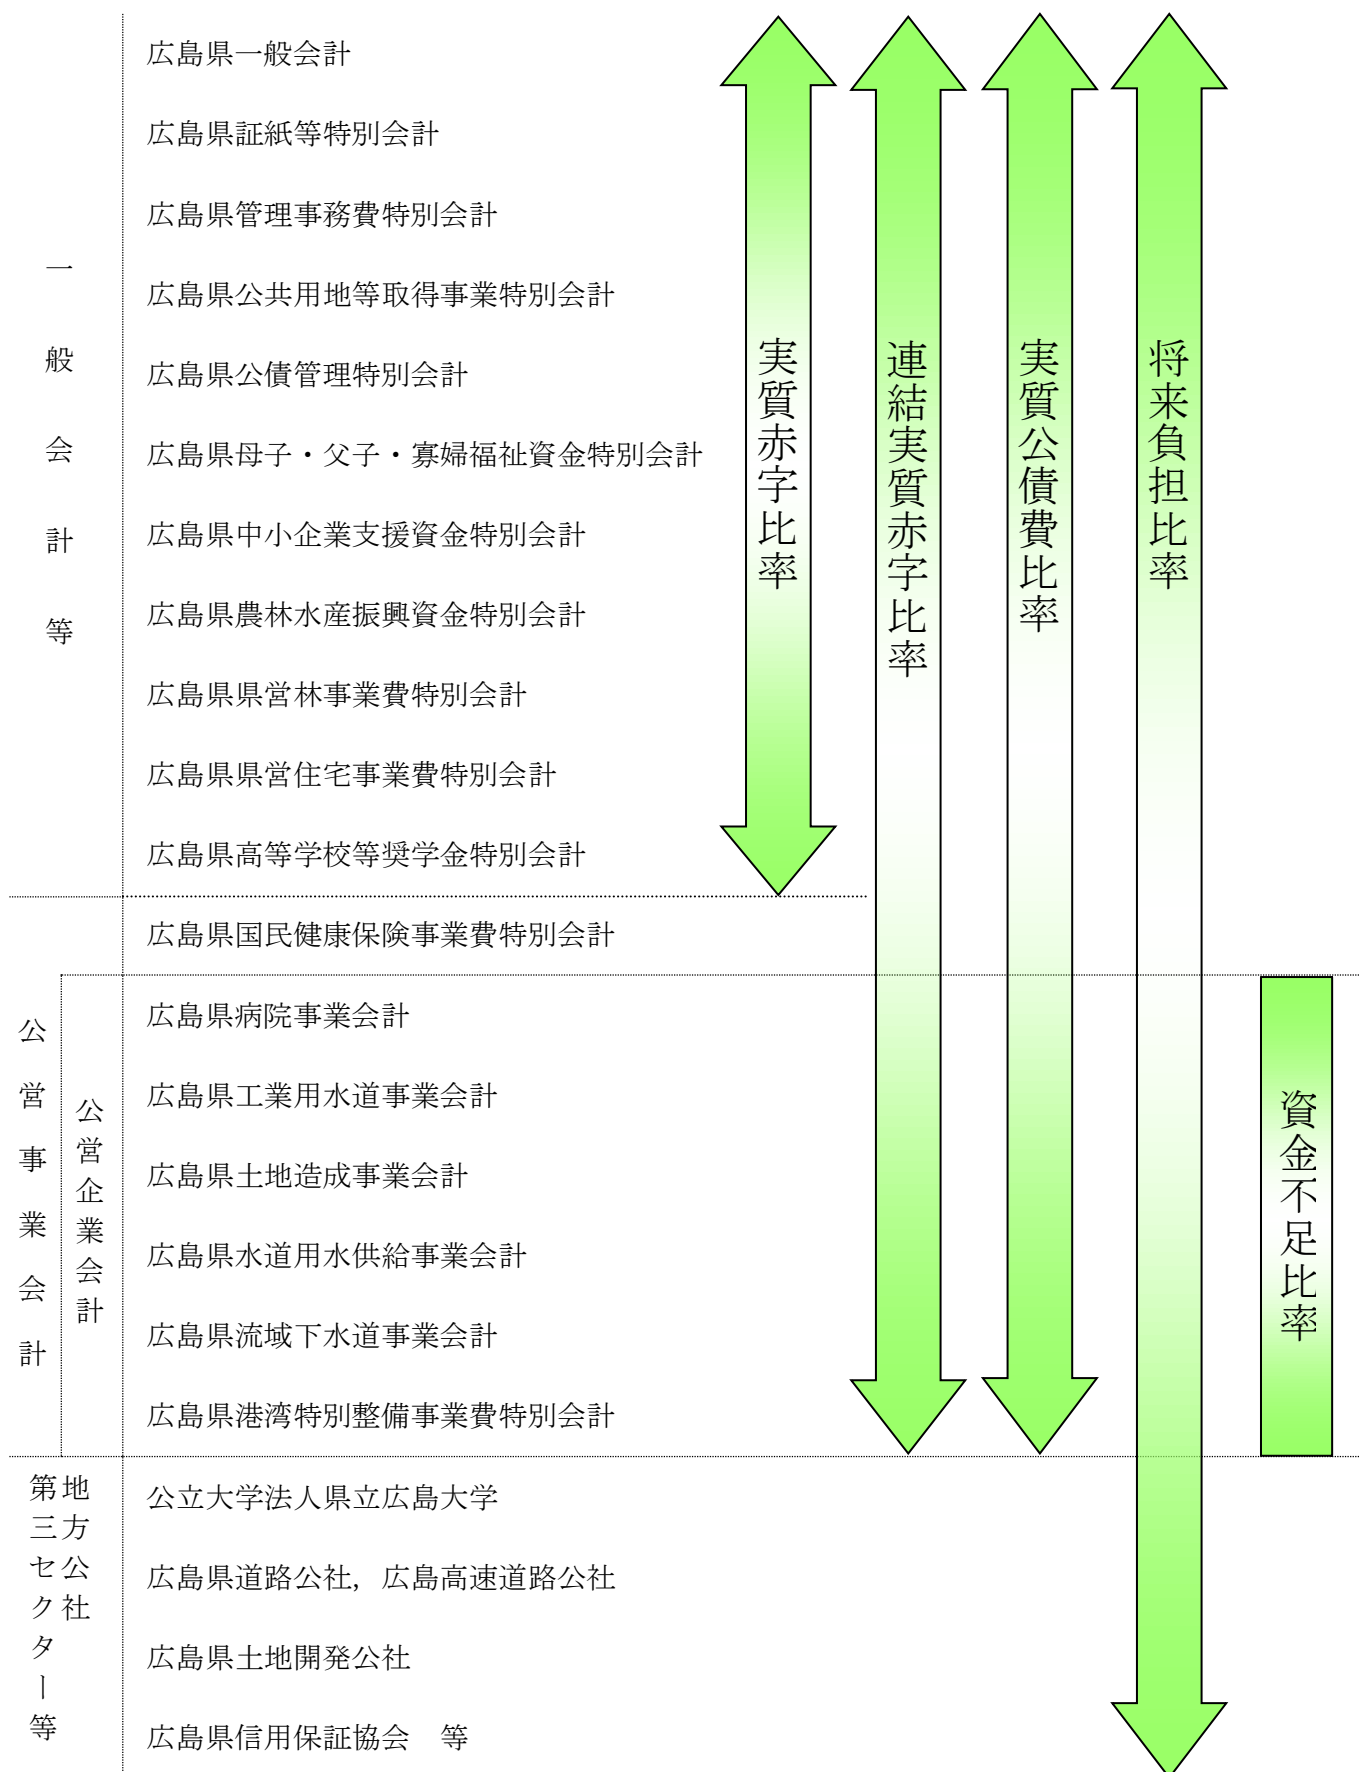 一般会計等
広島県一般会計
広島県証紙等特別会計
広島県管理事務費特別会計
広島県公共用地等取得事業特別会計
広島県公債管理特別会計
広島県母子・父子・寡婦福祉資金特別会計
広島県中小企業支援資金特別会計
広島県農林水産振興資金特別会計
広島県県営林事業費特別会計
広島県県営住宅事業費特別会計
広島県高等学校等奨学金特別会計
公営事業会計
広島県国民健康保険事業費特別会計
公営企業会計
広島県病院事業会計
広島県工業用水道事業会計
広島県土地造成事業会計
広島県水道用水供給事業会計
広島県流域下水道事業会計
広島県港湾特別整備事業費特別会計
地方公社
第三セクター等
公立大学法人県立広島大学
広島県道路公社，広島高速道路公社
広島県土地開発公社
広島県信用保証協会　等
実質赤字比率
連結実質赤字比率
実質公債費比率
将来負担比率
資金不足比率